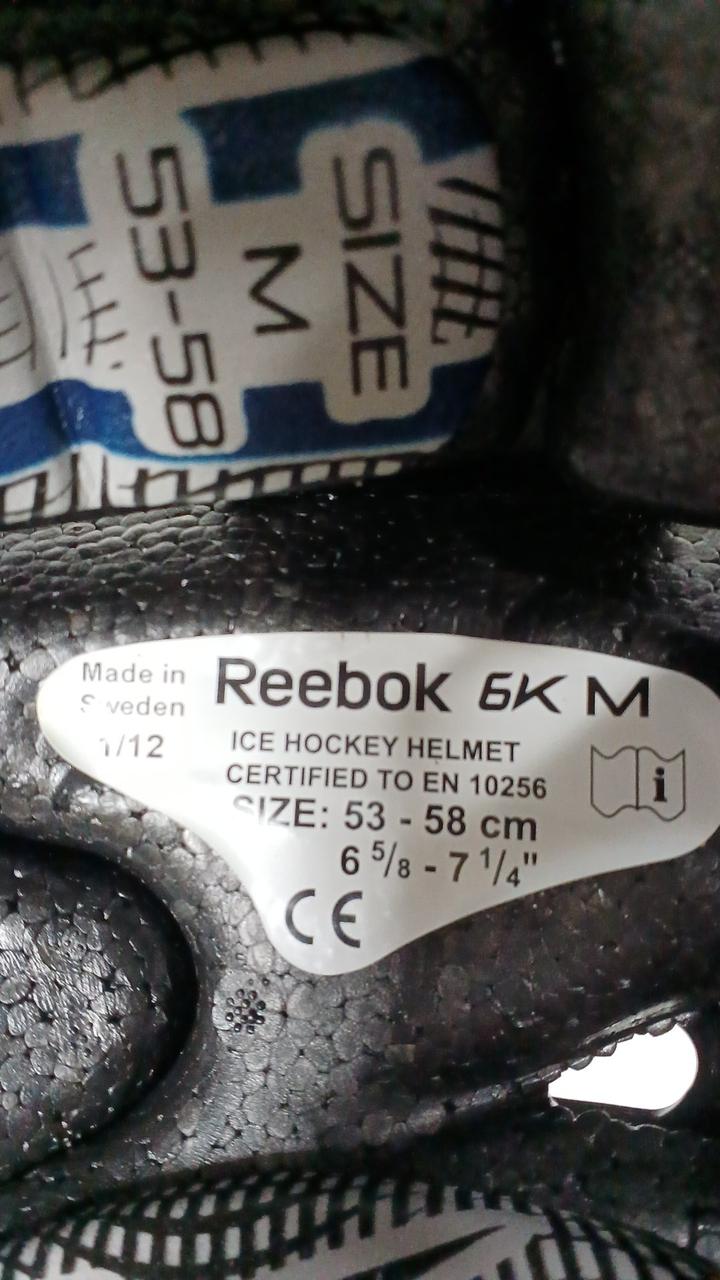 SIZE
M
53-58
Reebok 6K M
Made in
Sweden
1/12
ICE HOCKEY HELMET
CERTIFIED TO EN 10256
SIZE: 53 - 58 cm
6 5/8 - 7 1/4"
i
CE